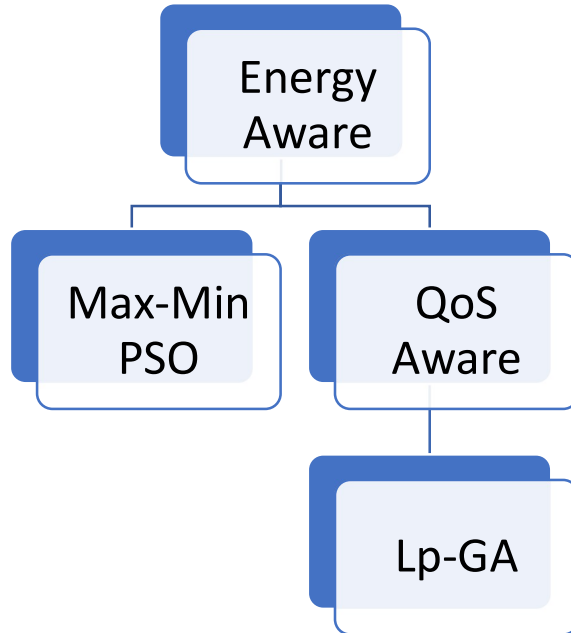 Energy
Aware
Max-Min
PSO
QoS
Aware
Lp-GA